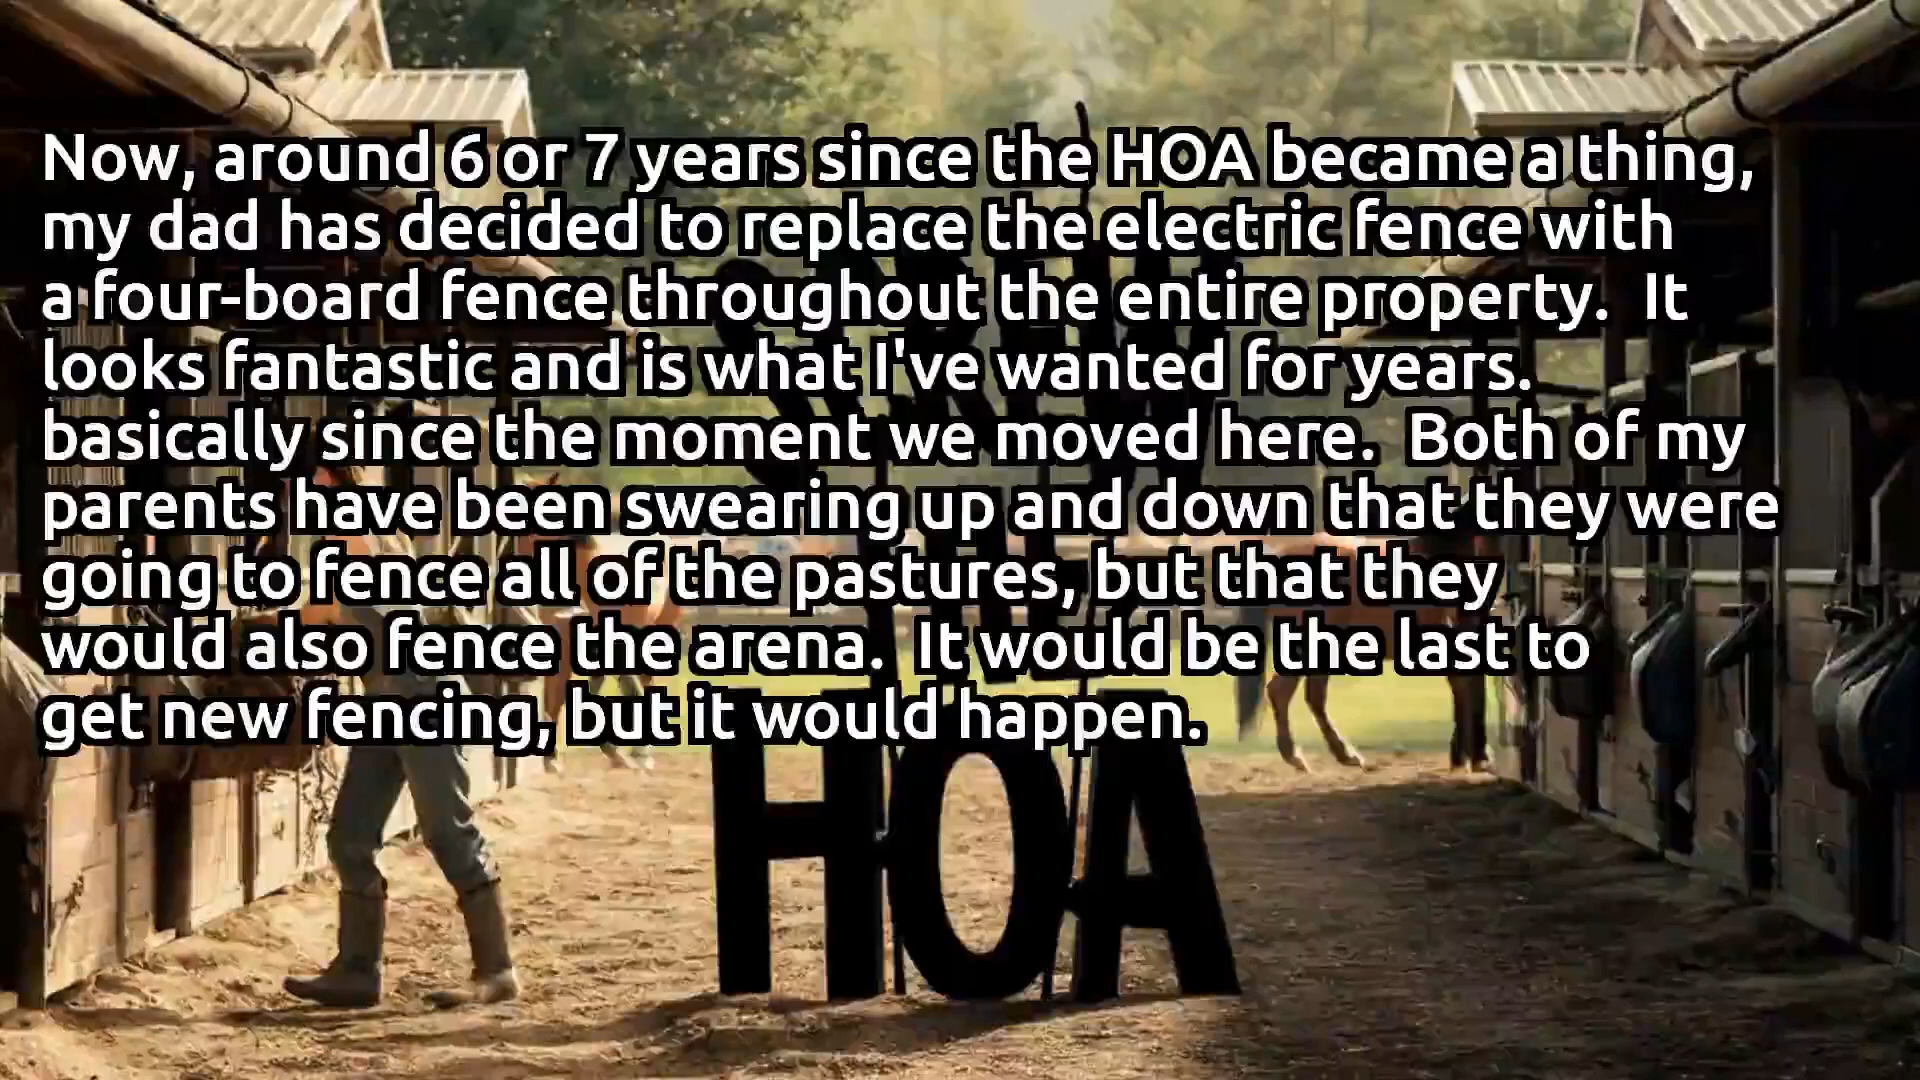 Now, around 6 or 7 years since the HOA became a thing,
my dad has decided to replace the electric fence with
a four-board fence throughout the entire property.  It
looks fantastic and is what I've wanted for years.
basically since the moment we moved here.  Both of my
parents have been swearing up and down that they were
going to fence all of the pastures, but that they
would also fence the arena.  It would be the last to
get new fencing, but it would happen.
HOA